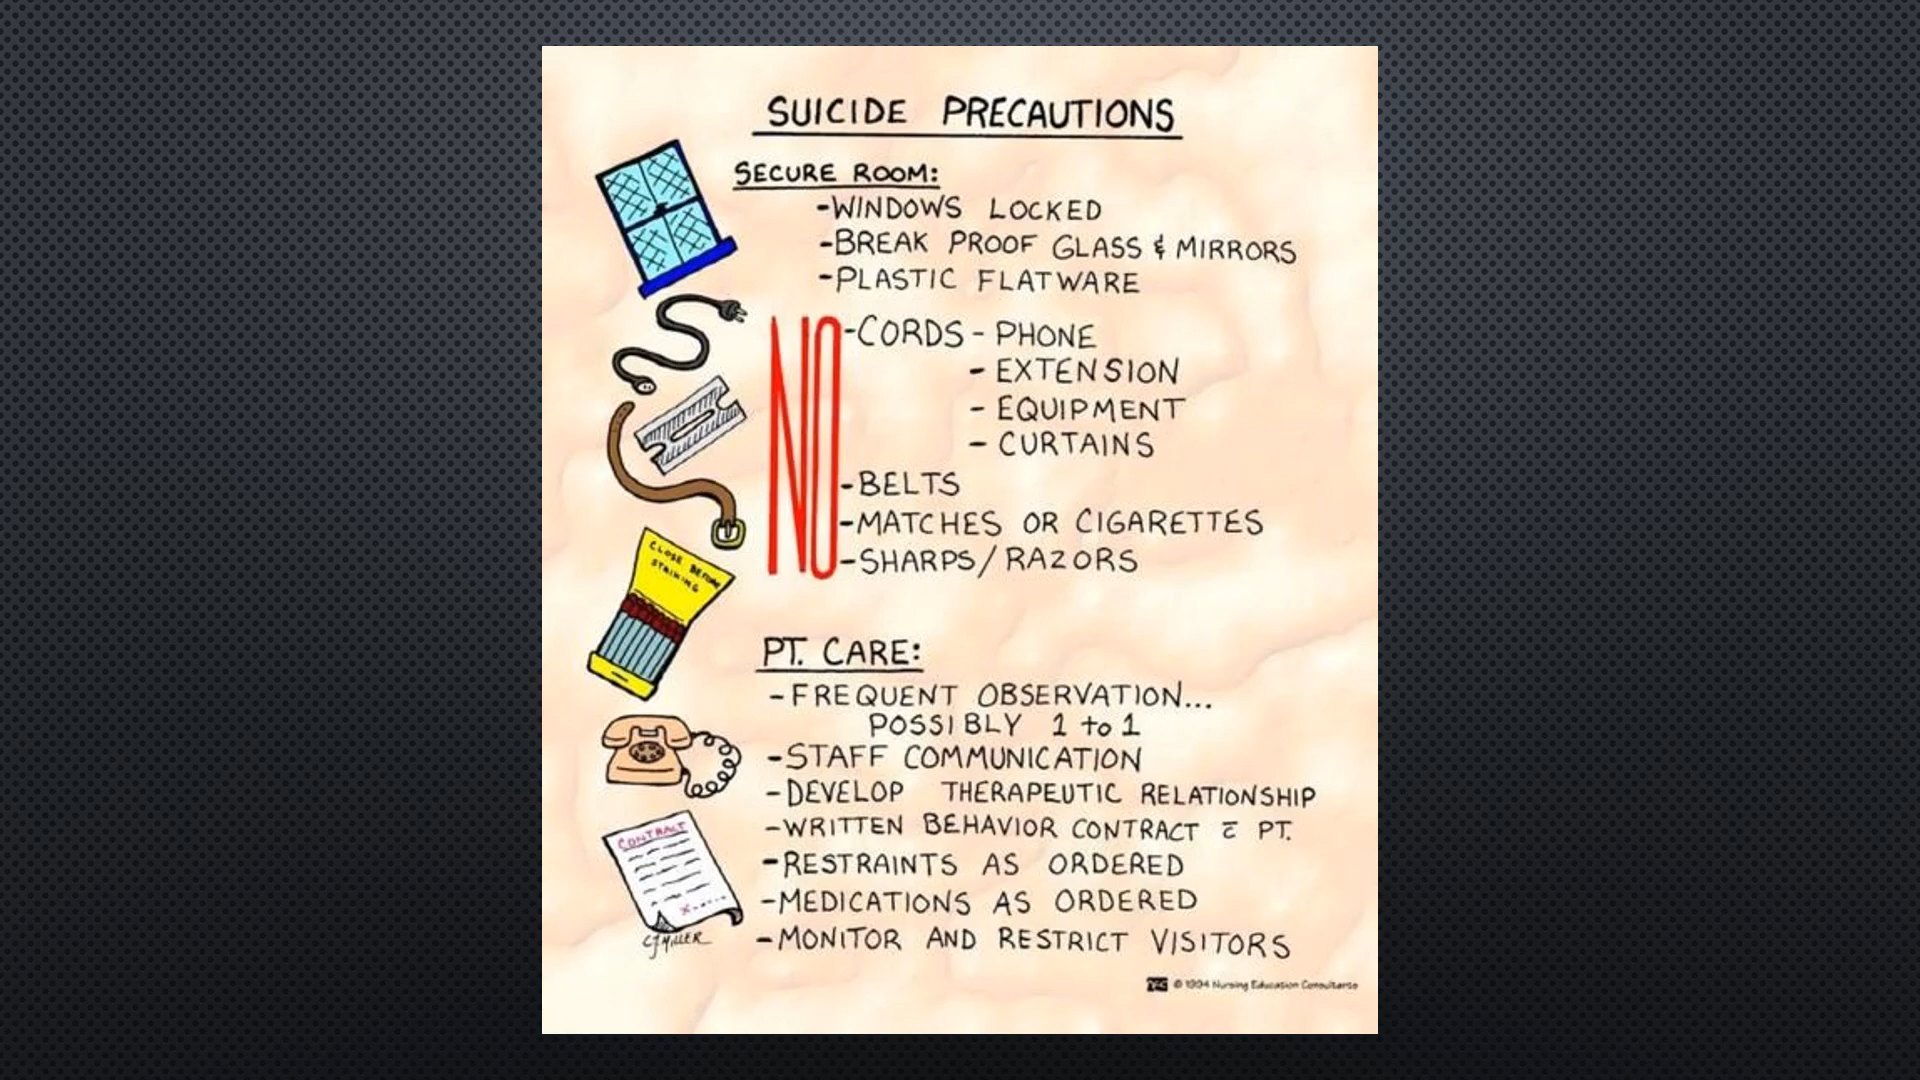 SUICIDE PRECAUTIONS
SECURE ROOM:
-WINDOWS LOCKED
-BREAK PROOF GLASS & MIRRORS
-PLASTIC FLATWARE
NO
-CORDS - PHONE
- EXTENSION
- EQUIPMENT
- CURTAINS
-BELTS
-MATCHES OR CIGARETTES
-SHARPS/RAZORS
CLOSE BEFORE
STRIKING
PT. CARE:
-FREQUENT OBSERVATION...
POSSIBLY 1 to 1
-STAFF COMMUNICATION
-DEVELOP THERAPEUTIC RELATIONSHIP
-WRITTEN BEHAVIOR CONTRACT c̅ PT.
-RESTRAINTS AS ORDERED
-MEDICATIONS AS ORDERED
-MONITOR AND RESTRICT VISITORS
CONTRACT
CJMILLER
© 1994 Nursing Education Consultants